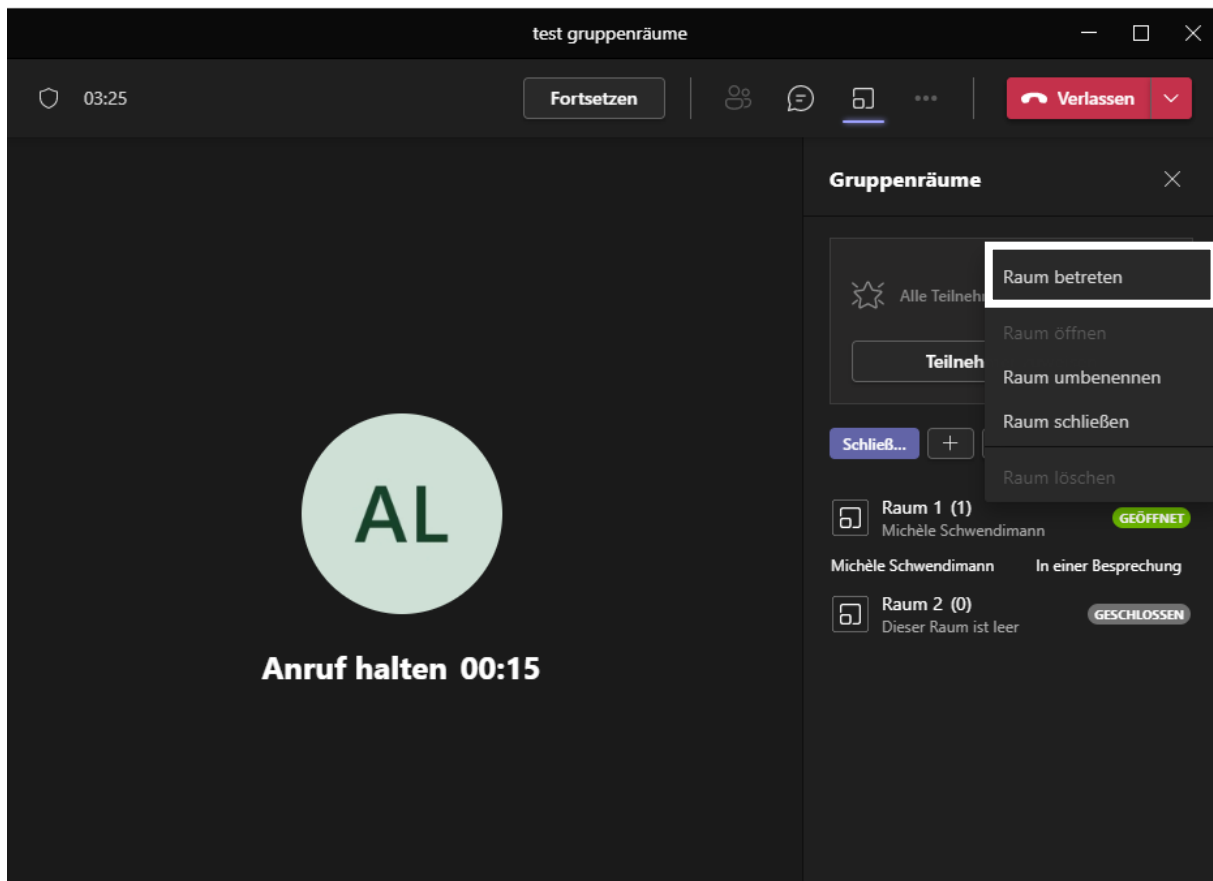 test gruppenräume
03:25
Fortsetzen
Verlassen
Gruppenräume
Alle
Raum betreten
Raum öffnen
Raum umbenennen
Raum schließen
Raum löschen
Schließ...
Raum 1 (1)
Michèle Schwendimann
GEÖFFNET
Michèle Schwendimann In einer Besprechung
Raum 2 (0)
Dieser Raum ist leer
GESCHLOSSEN
AL
Anruf halten 00:15